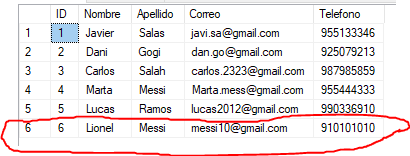 ID Nombre Apellido Correo Telefono
1 1 Javier Salas javi.sa@gmail.com 955133346
2 2 Dani Gogi dan.go@gmail.com 925079213
3 3 Carlos Salah carlos.2323@gmail.com 987985859
4 4 Marta Messi Marta.mess@gmail.com 955444333
5 5 Lucas Ramos lucas2012@gmail.com 990336910
6 6 Lionel Messi messi10@gmail.com 910101010